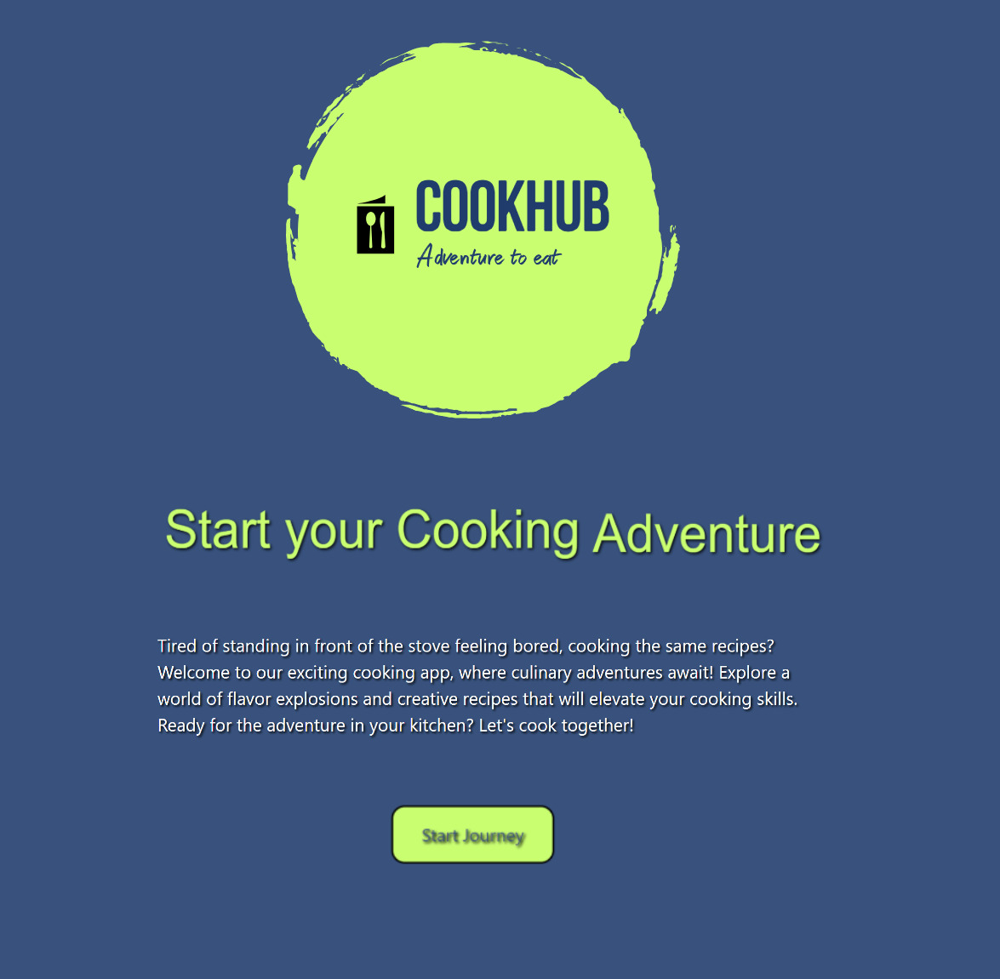 COOKHUB
Adventure to eat
Start your Cooking Adventure
Tired of standing in front of the stove feeling bored, cooking the same recipes?
Welcome to our exciting cooking app, where culinary adventures await! Explore a
world of flavor explosions and creative recipes that will elevate your cooking skills.
Ready for the adventure in your kitchen? Let's cook together!
Start Journey